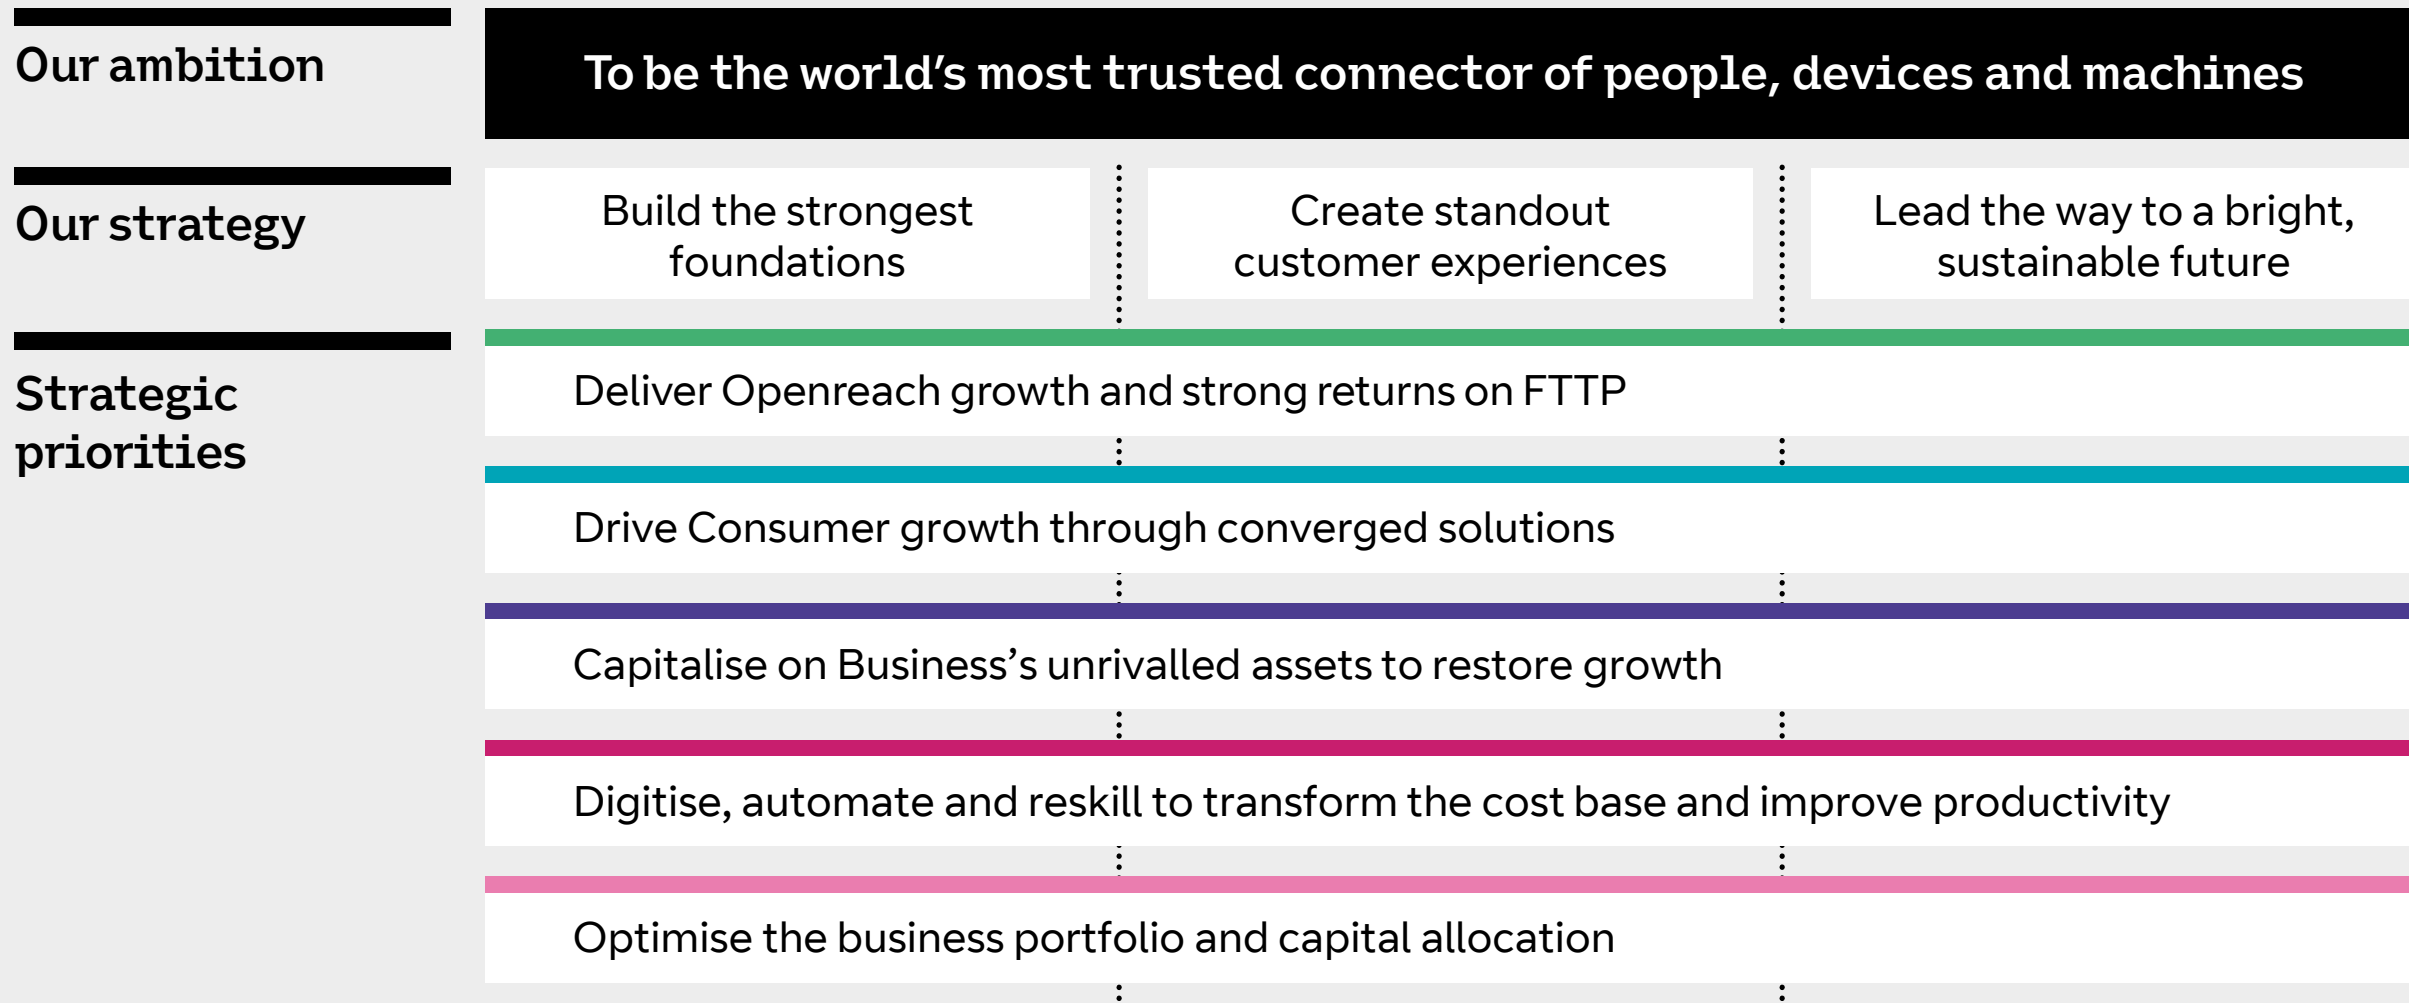 Our ambition
To be the world’s most trusted connector of people, devices and machines
Our strategy
Build the strongest
foundations
Create standout
customer experiences
Lead the way to a bright,
sustainable future
Strategic
priorities
Deliver Openreach growth and strong returns on FTTP
Drive Consumer growth through converged solutions
Capitalise on Business’s unrivalled assets to restore growth
Digitise, automate and reskill to transform the cost base and improve productivity
Optimise the business portfolio and capital allocation